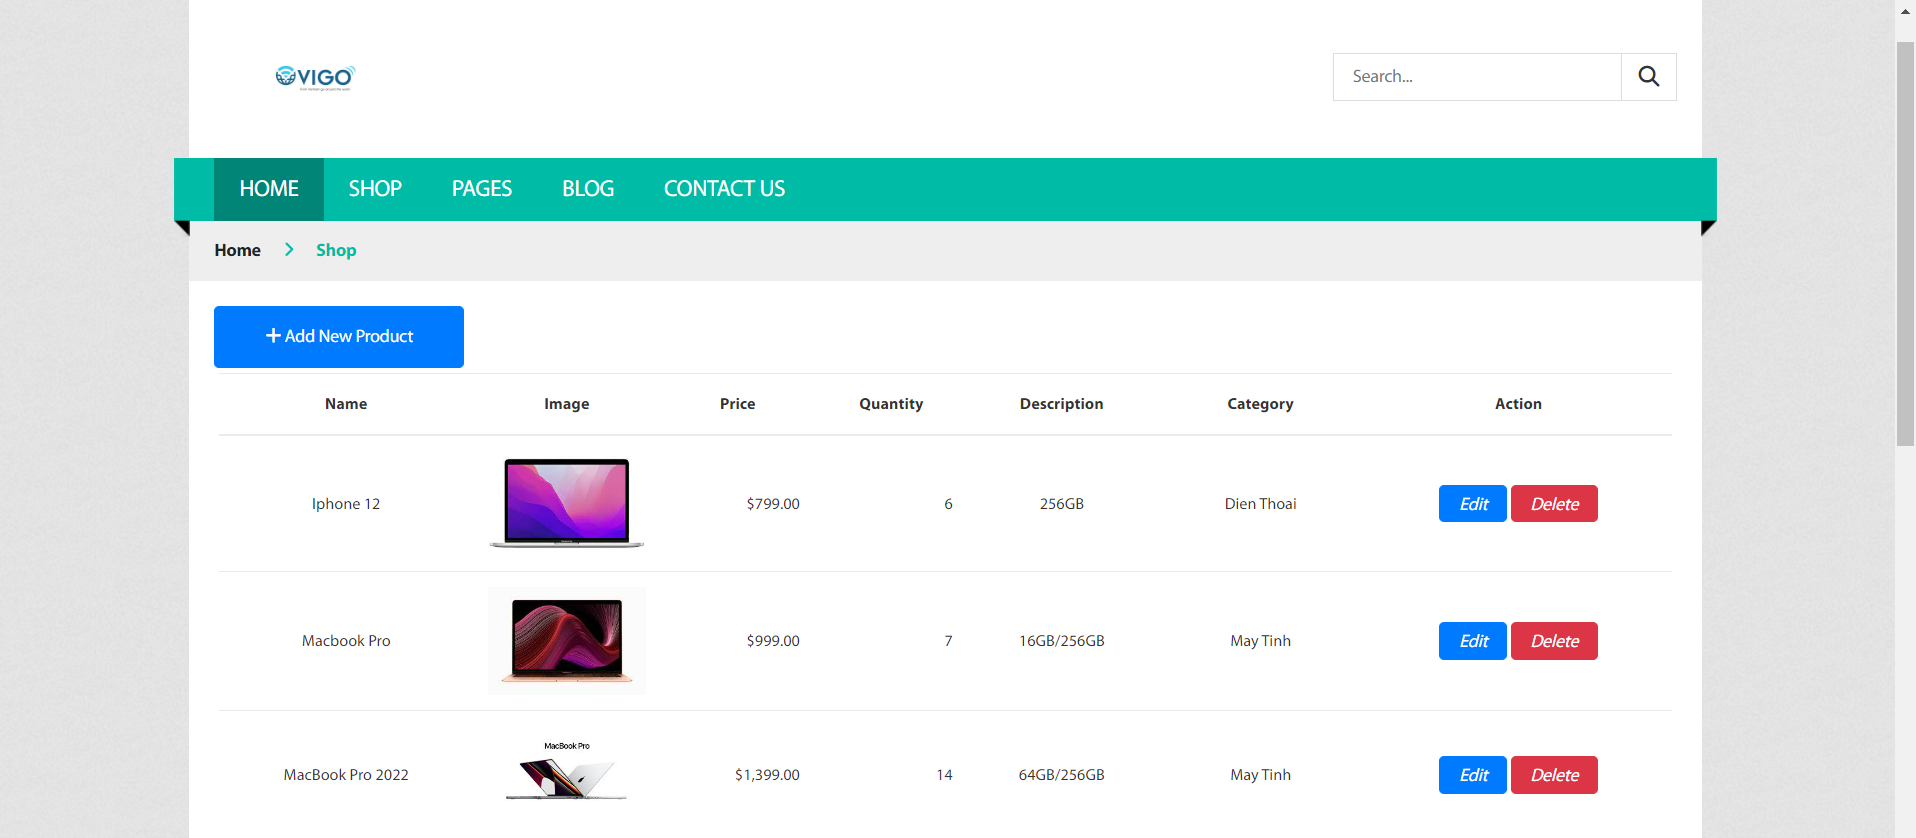 VIGO
Search...
HOME SHOP PAGES BLOG CONTACT US
Home Shop
Add New Product
Name Image Price Quantity Description Category Action
Iphone 12 $799.00 6 256GB Dien Thoai Edit Delete
Macbook Pro $999.00 7 16GB/256GB May Tinh Edit Delete
MacBook Pro
MacBook Pro 2022 $1,399.00 14 64GB/256GB May Tinh Edit Delete